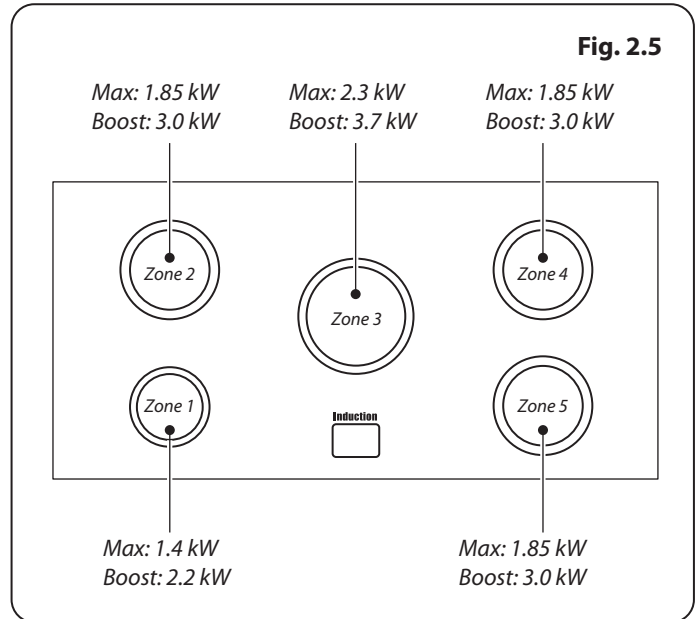 Fig. 2.5
Max: 1.85 kW
Boost: 3.0 kW
Max: 2.3 kW
Boost: 3.7 kW
Max: 1.85 kW
Boost: 3.0 kW
Zone 2
Zone 3
Zone 4
Zone 1
Induction
Zone 5
Max: 1.4 kW
Boost: 2.2 kW
Max: 1.85 kW
Boost: 3.0 kW